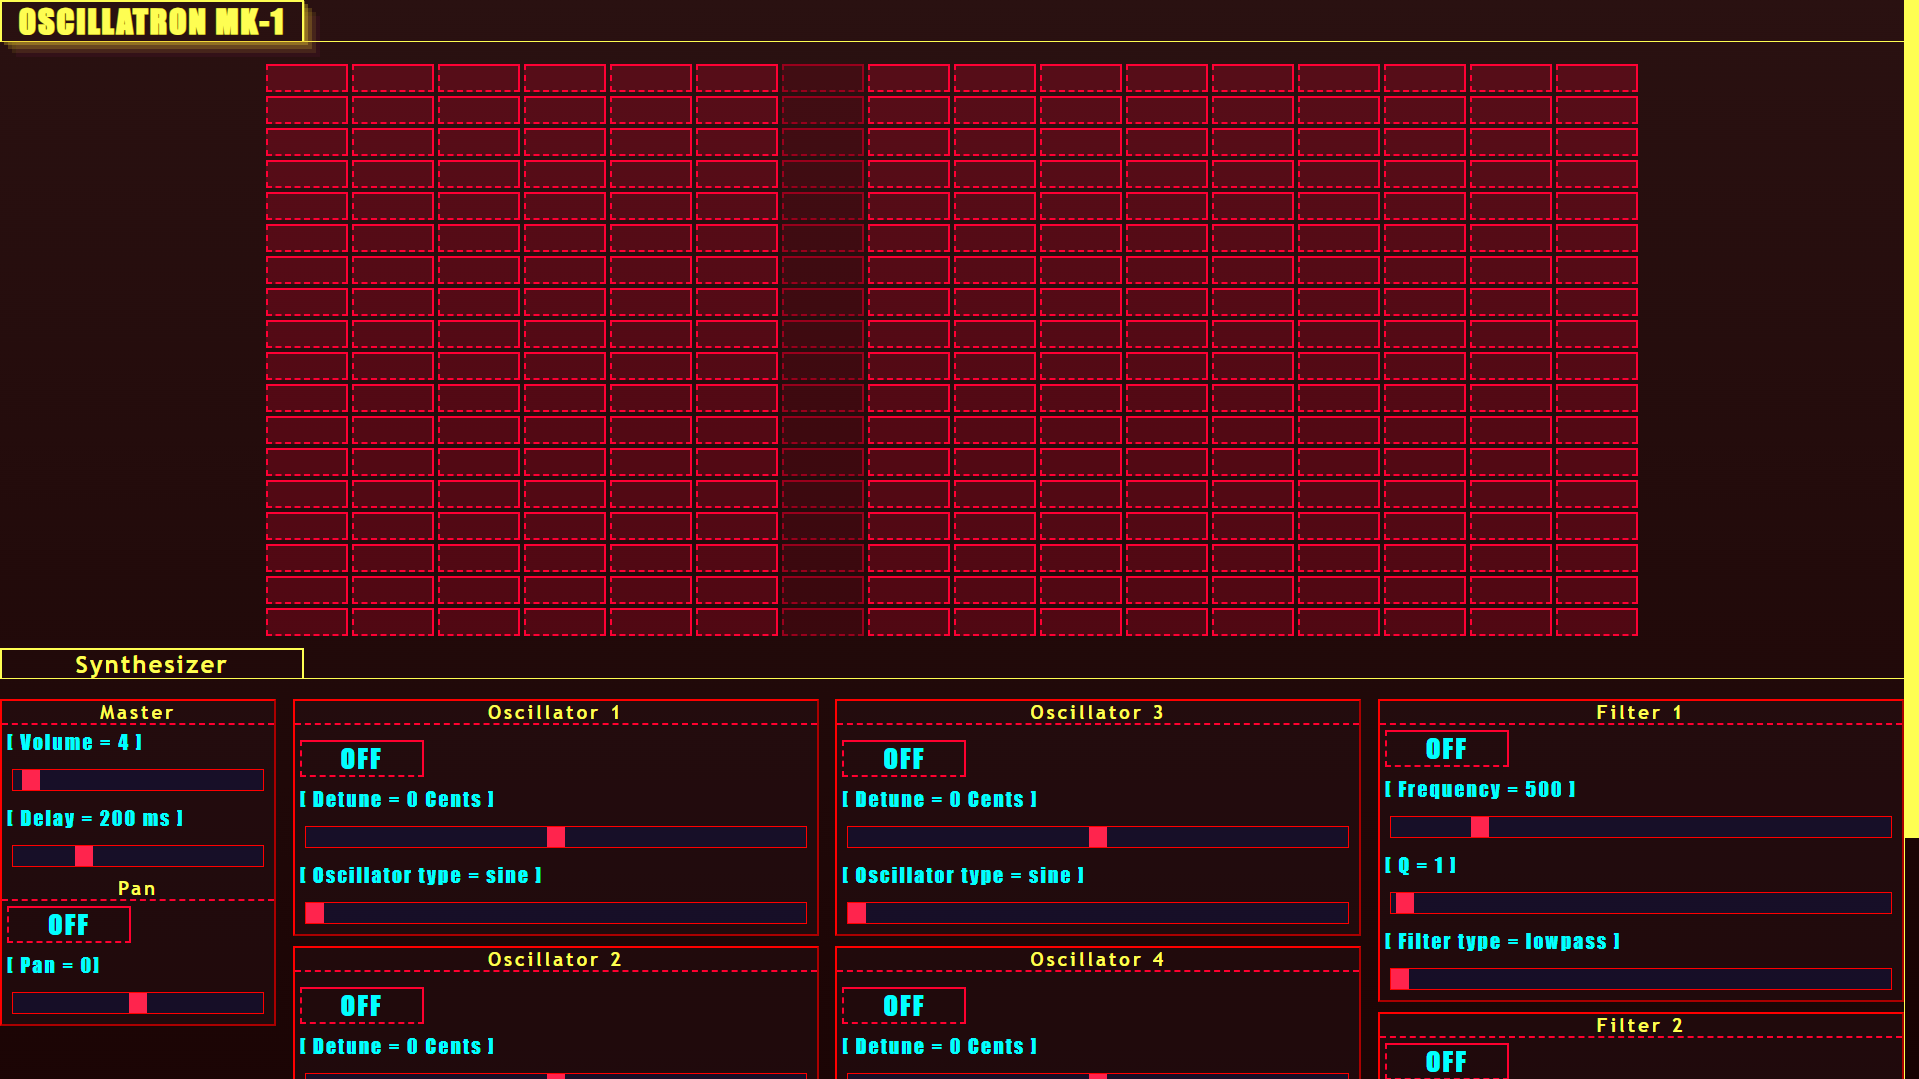 OSCILLATRON MK-1
Synthesizer
Master
[ Volume = 4 ]
[ Delay = 200 ms ]
Pan
OFF
[ Pan = 0]
Oscillator 1
OFF
[ Detune = 0 Cents ]
[ Oscillator type = sine ]
Oscillator 2
OFF
[ Detune = 0 Cents ]
Oscillator 3
OFF
[ Detune = 0 Cents ]
[ Oscillator type = sine ]
Oscillator 4
OFF
[ Detune = 0 Cents ]
Filter 1
OFF
[ Frequency = 500 ]
[ Q = 1 ]
[ Filter type = lowpass ]
Filter 2
OFF